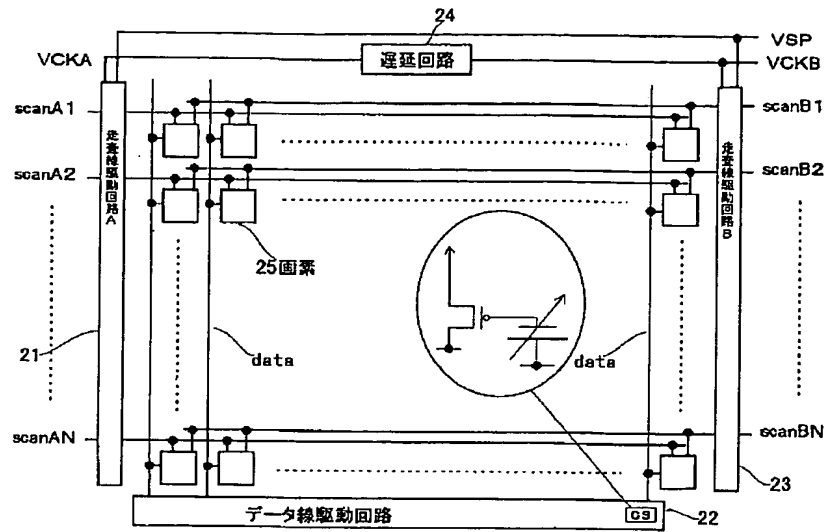 24
VSP
VCKA
遅延回路
VCKB
scanA1
scanB1
走査線駆動回路A
走査線駆動回路B
scanA2
scanB2
25画素
21
data
data
scanAN
scanBN
23
データ線駆動回路
CS
22